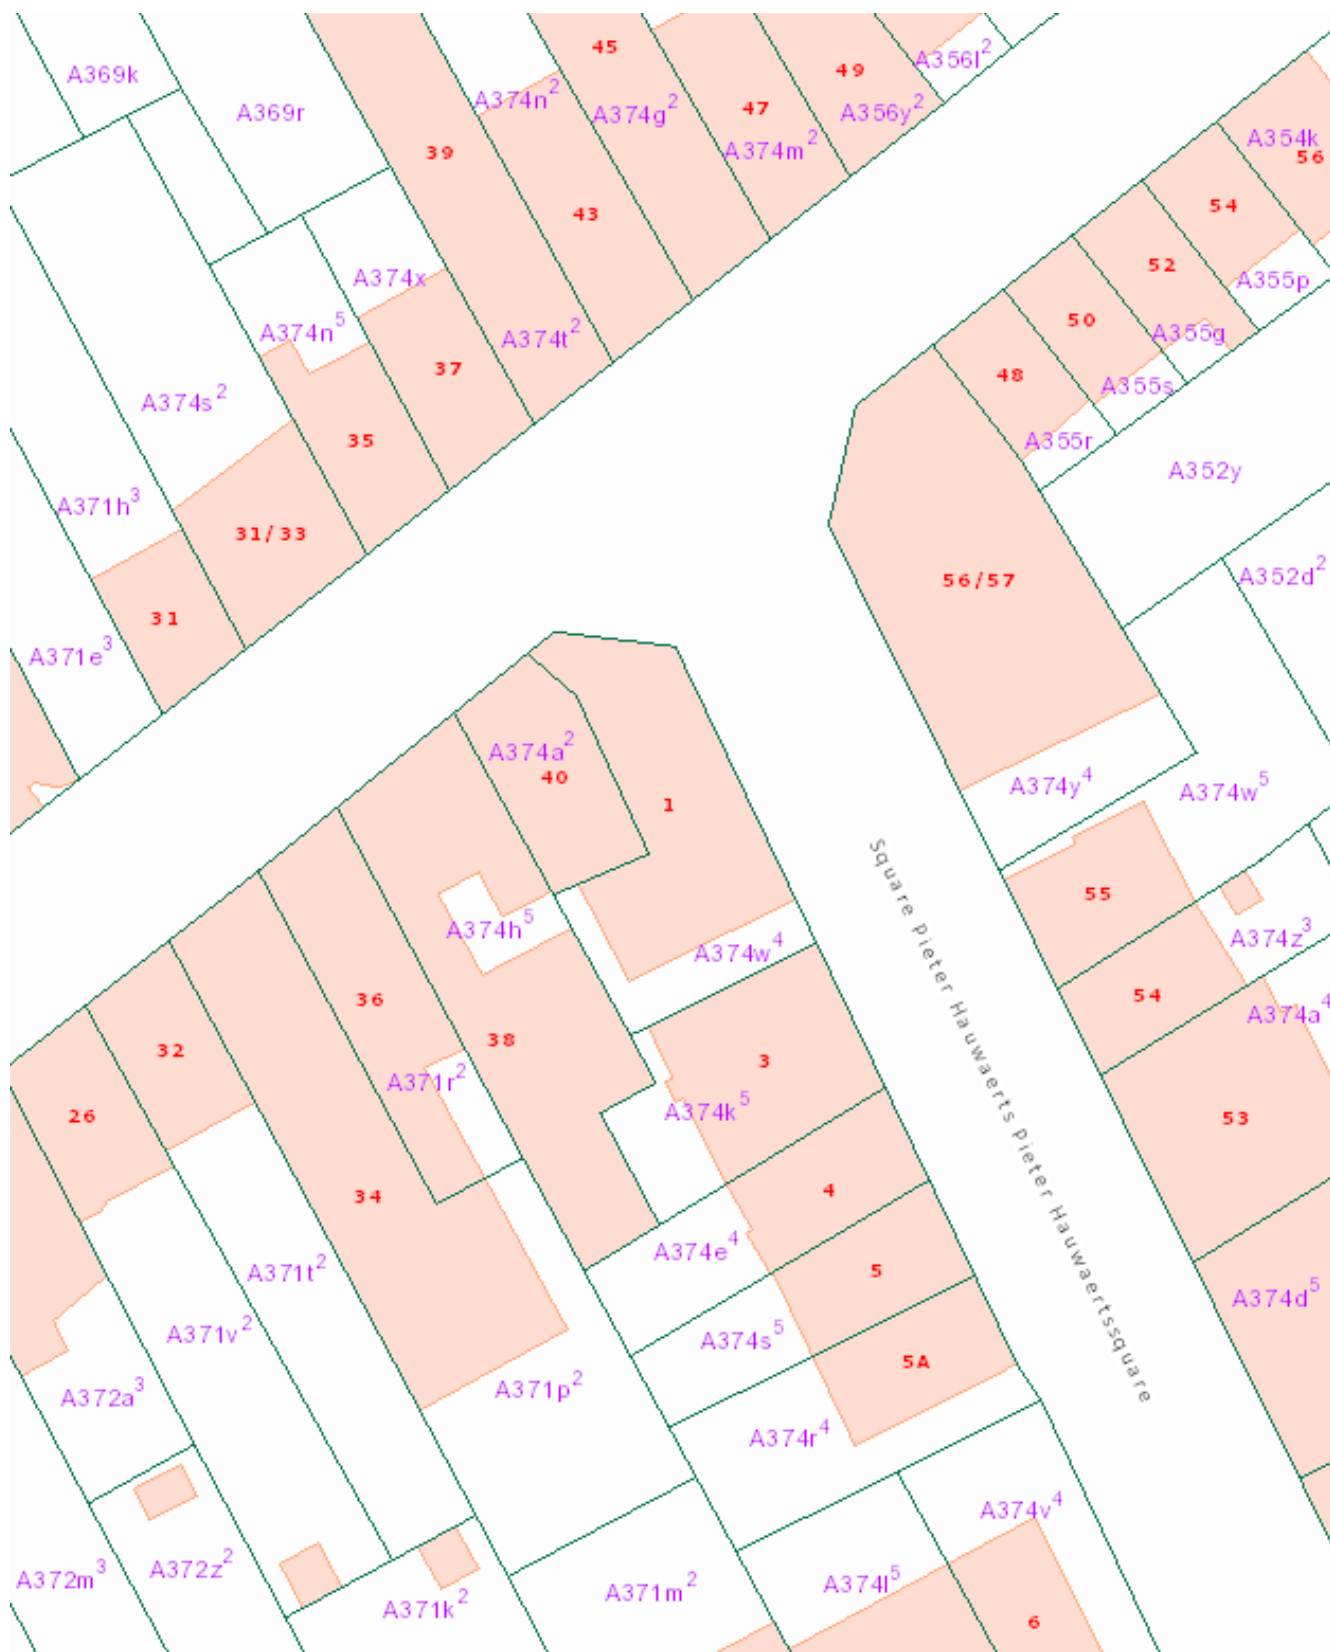 45
A356l²
A369k
49
A374n²
47
A356y²
A369r
A374g²
A374m²
A354k
56
39
43
54
52
A374x
A355p
A374n⁵
A374t²
50
A355g
37
48
A355s
A374s²
35
A355r
A352y
A371h³
31/33
56/57
A352d²
31
A371e³
A374a²
40
A374y⁴
A374w⁵
1
55
A374h⁵
A374w⁴
A374z³
36
54
A374a⁴
38
32
3
A371r²
26
A374k⁵
53
34
4
A374e⁴
A371t²
5
A374d⁵
A371v²
A374s⁵
5A
A372a³
A371p²
A374r⁴
Square Pieter Hauwaerts Pieter Hauwaertssquare
A374v⁴
A372m³
A372z²
A371k²
A371m²
A374l⁵
6